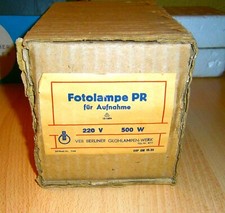 Fotolampe PR
für Aufnahme
220 V 500 W
VEB BERLINER GLÜHLAMPEN-WERK